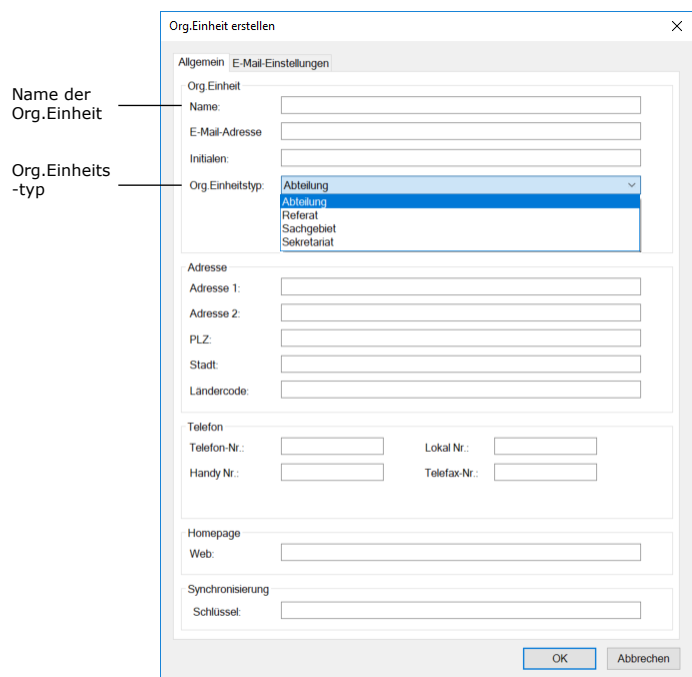 Org.Einheit erstellen
Allgemein E-Mail-Einstellungen
Org.Einheit
Name der
Org.Einheit
Name:
E-Mail-Adresse
Initialen:
Org.Einheits
-typ
Org.Einheitstyp: Abteilung
Abteilung
Referat
Sachgebiet
Sekretariat
Adresse
Adresse 1:
Adresse 2:
PLZ:
Stadt:
Ländercode:
Telefon
Telefon-Nr.: Lokal Nr.:
Handy Nr.: Telefax-Nr.:
Homepage
Web:
Synchronisierung
Schlüssel:
OK Abbrechen